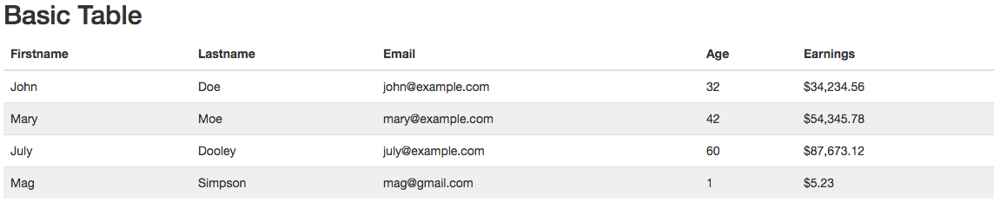 Basic Table
Firstname Lastname Email Age Earnings
John Doe john@example.com 32 $34,234.56
Mary Moe mary@example.com 42 $54,345.78
July Dooley july@example.com 60 $87,673.12
Mag Simpson mag@gmail.com 1 $5.23